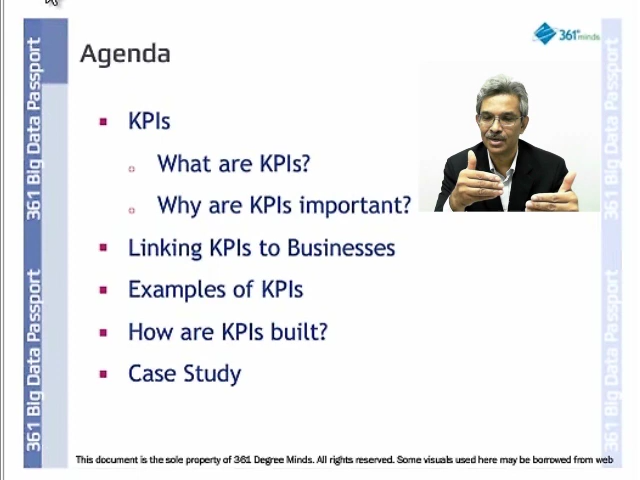 361° minds
Agenda
KPIs
What are KPIs?
Why are KPIs important?
Linking KPIs to Businesses
Examples of KPIs
How are KPIs built?
Case Study
361 Big Data Passport
361 Big Data Passport
361 Big Data Passport
361 Big Data Passport
This document is the sole property of 361 Degree Minds. All rights reserved. Some visuals used here may be borrowed from web